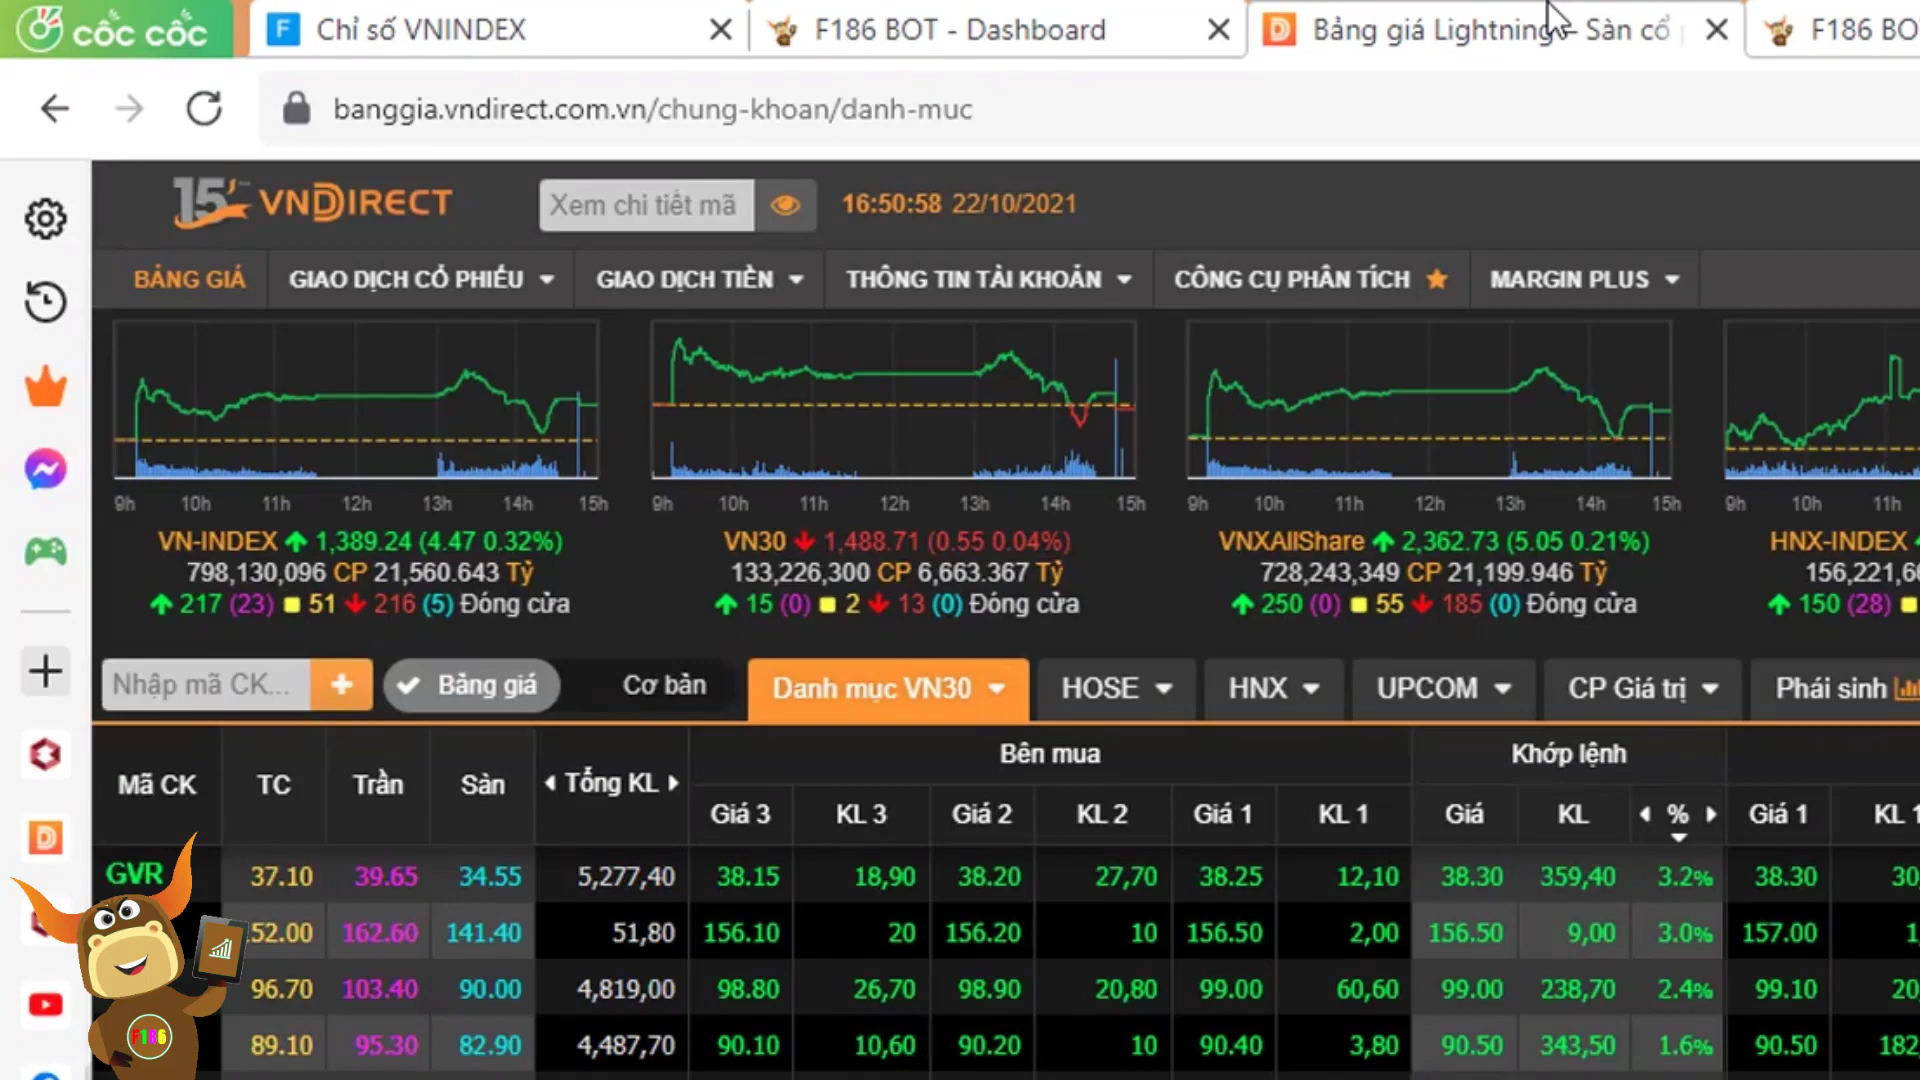 cốc cốc
Chỉ số VNINDEX
F186 BOT - Dashboard
Bảng giá Lightning - Sàn cổ
F186 BO
banggia.vndirect.com.vn/chung-khoan/danh-muc
15 VNDIRECT
Xem chi tiết mã
16:50:58 22/10/2021
BẢNG GIÁ
GIAO DỊCH CỔ PHIẾU
GIAO DỊCH TIỀN
THÔNG TIN TÀI KHOẢN
CÔNG CỤ PHÂN TÍCH
MARGIN PLUS
9h 10h 11h 12h 13h 14h 15h
9h 10h 11h 12h 13h 14h 15h
9h 10h 11h 12h 13h 14h 15h
9h 10h 11h
VN-INDEX 1,389.24 (4.47 0.32%)
798,130,096 CP 21,560.643 Tỷ
217 (23) 51 216 (5) Đóng cửa
VN30 1,488.71 (0.55 0.04%)
133,226,300 CP 6,663.367 Tỷ
15 (0) 2 13 (0) Đóng cửa
VNXAllShare 2,362.73 (5.05 0.21%)
728,243,349 CP 21,199.946 Tỷ
250 (0) 55 185 (0) Đóng cửa
HNX-INDEX
156,221,6
150 (28)
Nhập mã CK...
Bảng giá
Cơ bản
Danh mục VN30
HOSE
HNX
UPCOM
CP Giá trị
Phái sinh
Mã CK TC Trần Sàn Tổng KL Bên mua Khớp lệnh
Giá 3 KL 3 Giá 2 KL 2 Giá 1 KL 1 Giá KL % Giá 1 KL 1
GVR 37.10 39.65 34.55 5,277,40 38.15 18,90 38.20 27,70 38.25 12,10 38.30 359,40 3.2% 38.30 30
52.00 162.60 141.40 51,80 156.10 20 156.20 10 156.50 2,00 156.50 9,00 3.0% 157.00 1
96.70 103.40 90.00 4,819,00 98.80 26,70 98.90 20,80 99.00 60,60 99.00 238,70 2.4% 99.10 20
89.10 95.30 82.90 4,487,70 90.10 10,60 90.20 10 90.40 3,80 90.50 343,50 1.6% 90.50 182
F186